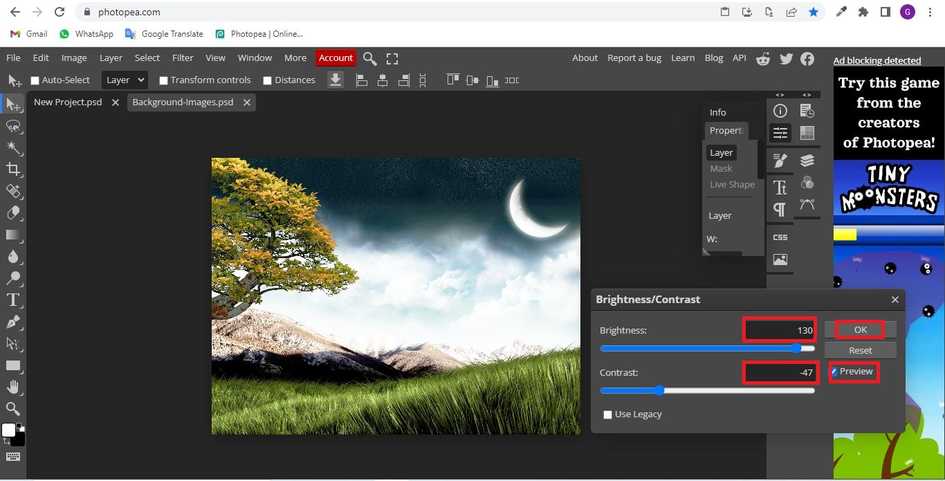 photopea.com
G
Gmail
WhatsApp
Google Translate
Photopea | Online...
File Edit Image Layer Select Filter View Window More Account
About Report a bug Learn Blog API
Auto-Select Layer Transform controls Distances
New Project.psd Background-Images.psd
Info
Propert
Layer
Mask
Live Shape
Layer
W:
CSS
Ad blocking detected
Try this game
from the
creators
of Photopea!
TINY
MOONSTERS
Brightness/Contrast
Brightness: 130 OK
Reset
Contrast: -47 Preview
Use Legacy